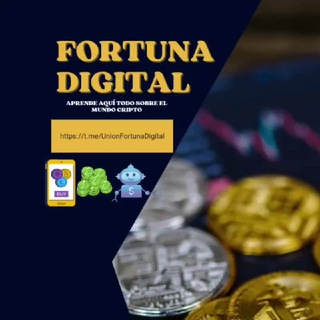 FORTUNA
DIGITAL
APRENDE AQUÍ TODO SOBRE EL
MUNDO CRIPTO
https://t.me/UnionFortunaDigital
BUY
$